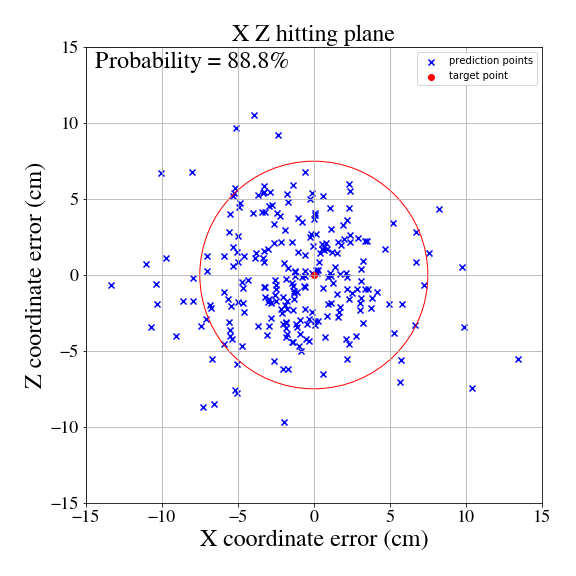 X Z hitting plane
Probability = 88.8%
prediction points
target point
Z coordinate error (cm)
15
10
5
0
−5
−10
−15
−15
−10
−5
0
5
10
15
X coordinate error (cm)